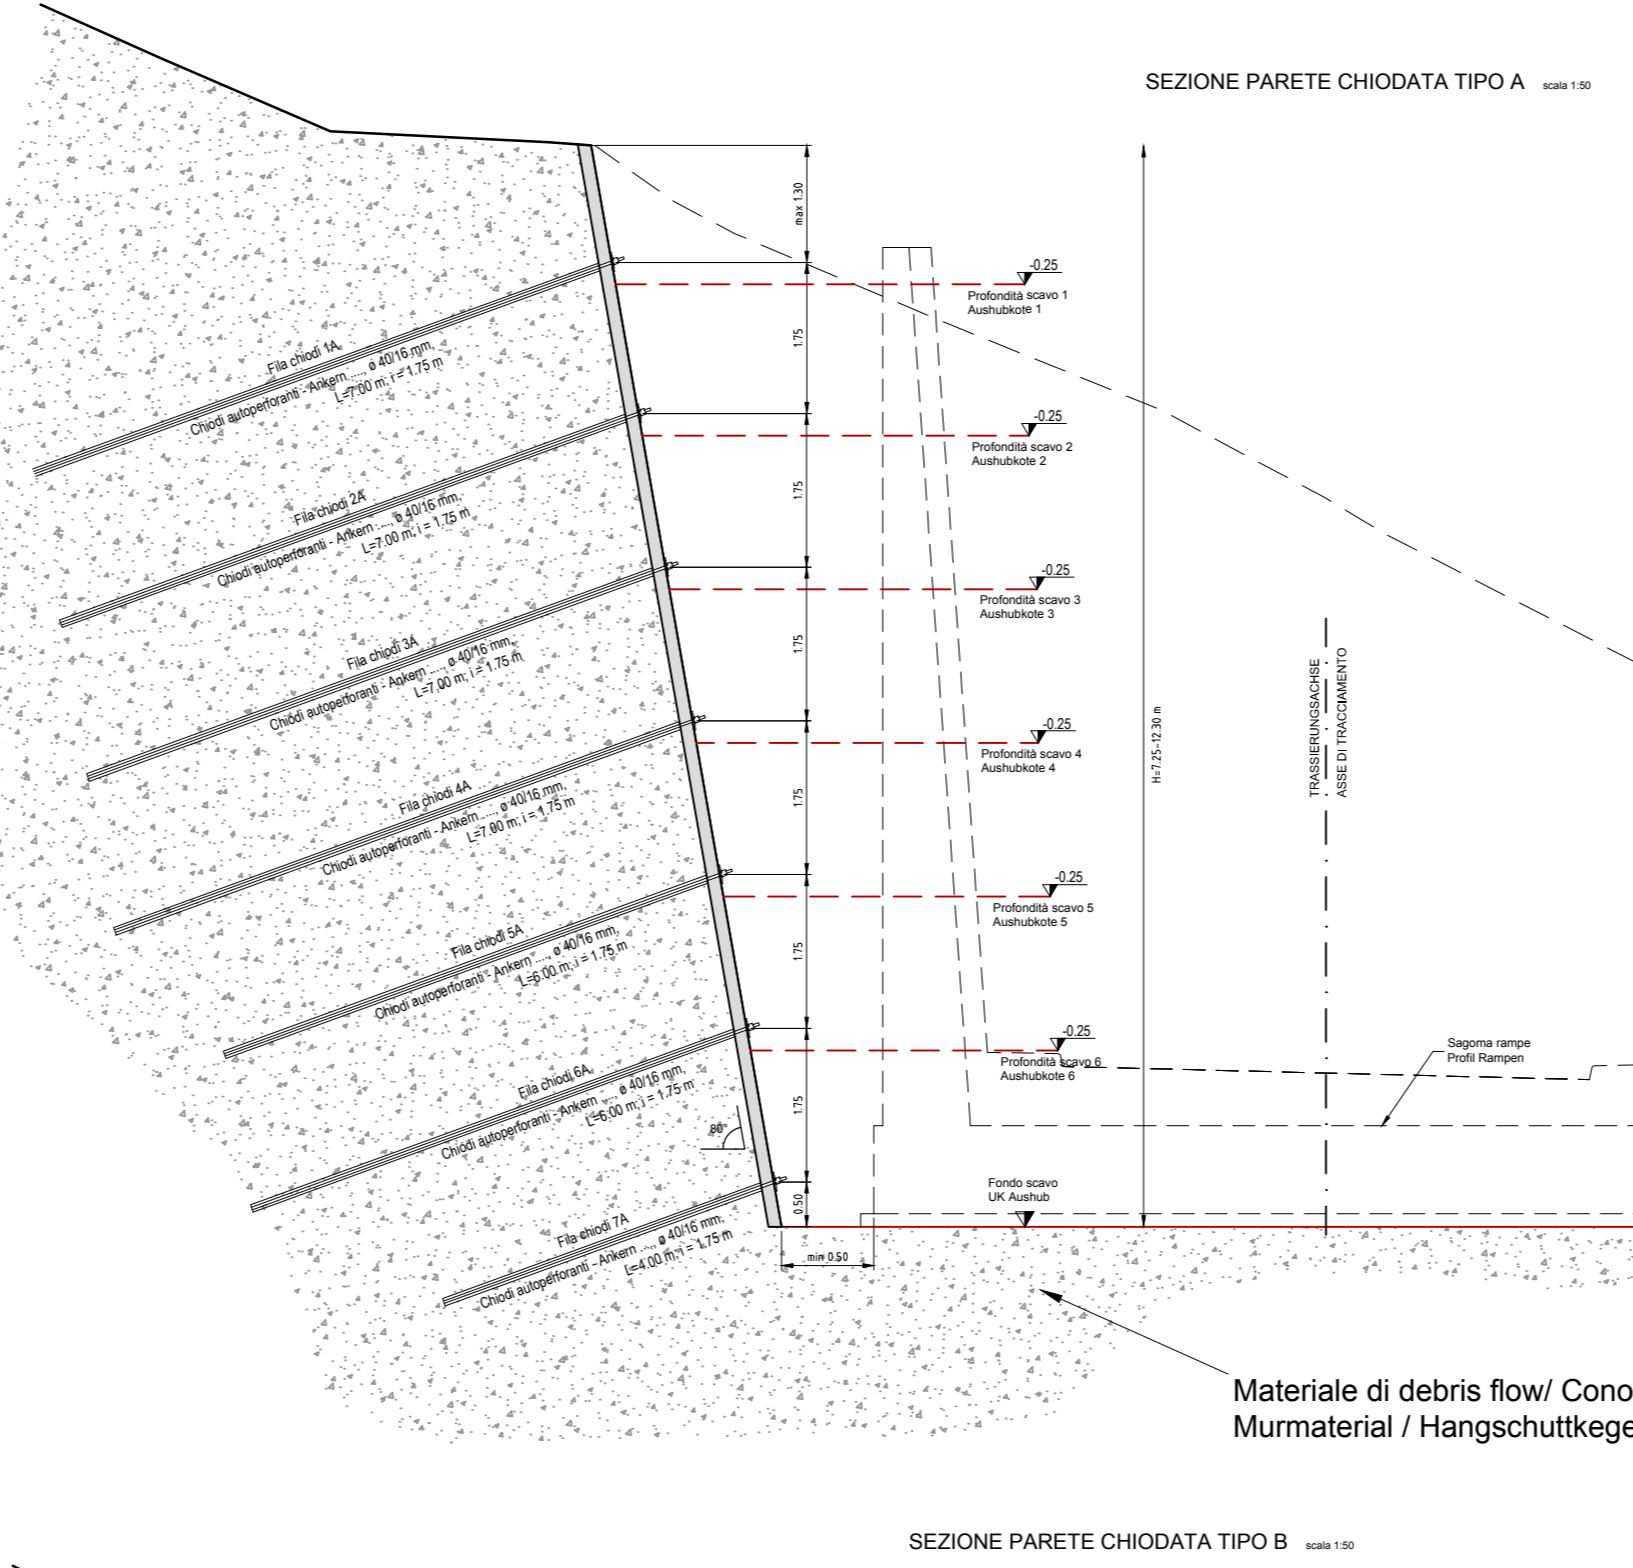 SEZIONE PARETE CHIODATA TIPO A scala 1:50
max 1.30
-0.25
Profondità scavo 1
Aushubkote 1
1.75
Fila chiodi 1A
Chiodi autoperforanti - Ankern ...., ø 40/16 mm,
L=7.00 m; i = 1.75 m
-0.25
Profondità scavo 2
Aushubkote 2
1.75
Fila chiodi 2A
Chiodi autoperforanti - Ankern ...., ø 40/16 mm,
L=7.00 m; i = 1.75 m
-0.25
Profondità scavo 3
Aushubkote 3
1.75
Fila chiodi 3A
Chiodi autoperforanti - Ankern ...., ø 40/16 mm,
L=7.00 m; i = 1.75 m
TRASSIERUNGSACHSE
ASSE DI TRACCIAMENTO
H=7.25-12.30 m
-0.25
Profondità scavo 4
Aushubkote 4
1.75
Fila chiodi 4A
Chiodi autoperforanti - Ankern ...., ø 40/16 mm,
L=7.00 m; i = 1.75 m
-0.25
Profondità scavo 5
Aushubkote 5
1.75
Fila chiodi 5A
Chiodi autoperforanti - Ankern ...., ø 40/16 mm,
L=6.00 m; i = 1.75 m
-0.25
Profondità scavo 6
Aushubkote 6
Sagoma rampe
Profil Rampen
1.75
Fila chiodi 6A
Chiodi autoperforanti - Ankern ...., ø 40/16 mm,
L=6.00 m; i = 1.75 m
80°
Fondo scavo
UK Aushub
0.50
Fila chiodi 7A
Chiodi autoperforanti - Ankern ...., ø 40/16 mm,
L=4.00 m; i = 1.75 m
min 0.50
Materiale di debris flow/ Cono
Murmaterial / Hangschuttkege
SEZIONE PARETE CHIODATA TIPO B scala 1:50